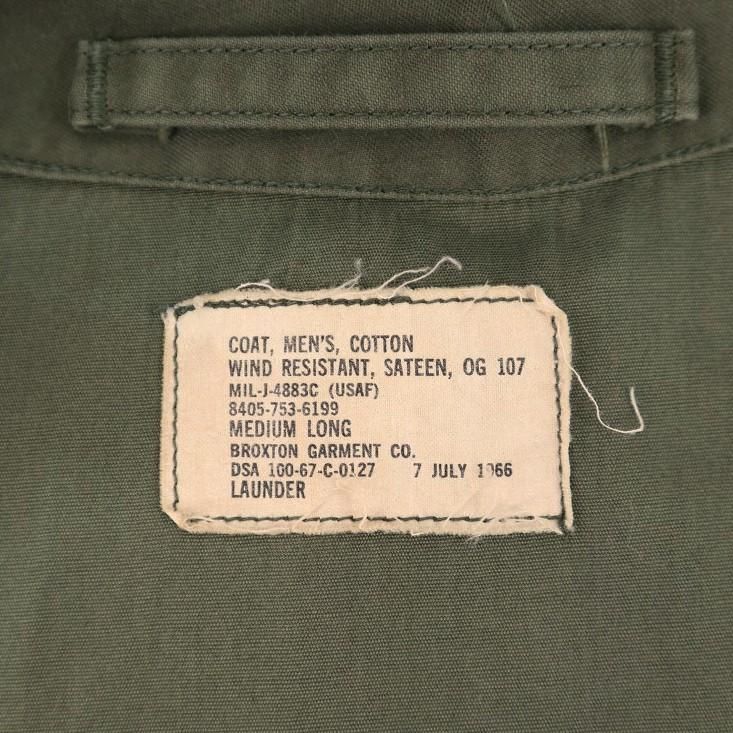 COAT, MEN'S, COTTON
WIND RESISTANT, SATEEN, OG 107
MIL-J-4883C (USAF)
8405-753-6199
MEDIUM LONG
BROXTON GARMENT CO.
DSA 100-67-C-0127 7 JULY 1966
LAUNDER